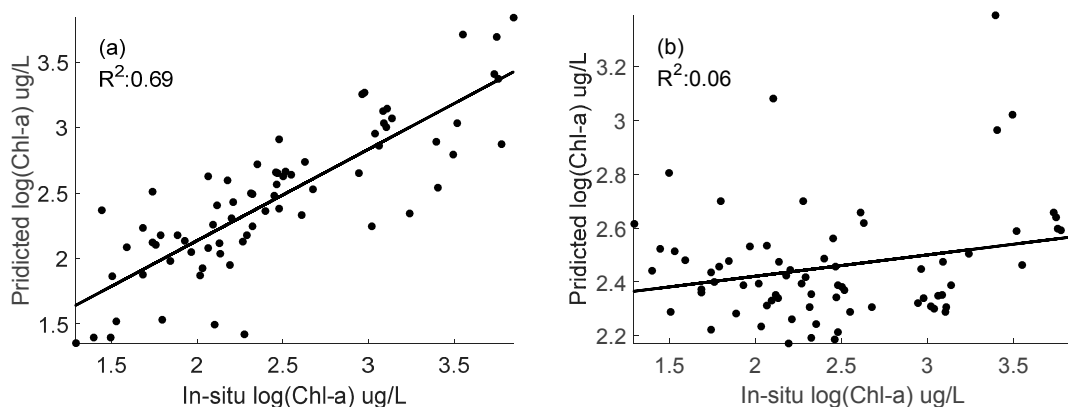 (a)
R²:0.69
Pridicted log(Chl-a) ug/L
3.5
3
2.5
2
1.5
1.5 2 2.5 3 3.5
In-situ log(Chl-a) ug/L
(b)
R²:0.06
Pridicted log(Chl-a) ug/L
3.2
3
2.8
2.6
2.4
2.2
1.5 2 2.5 3 3.5
In-situ log(Chl-a) ug/L